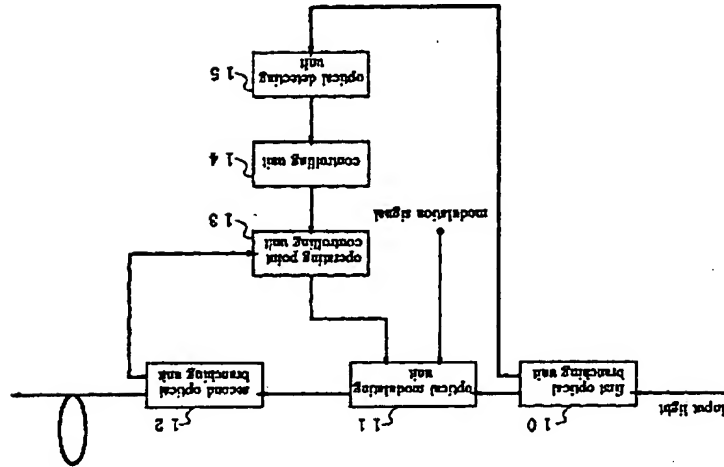 10
11
12
Input light
first optical
branching unit
optical modulating
unit
second optical
branching unit
13
operating point
controlling unit
modulation signal
14
controlling unit
15
optical detecting
unit